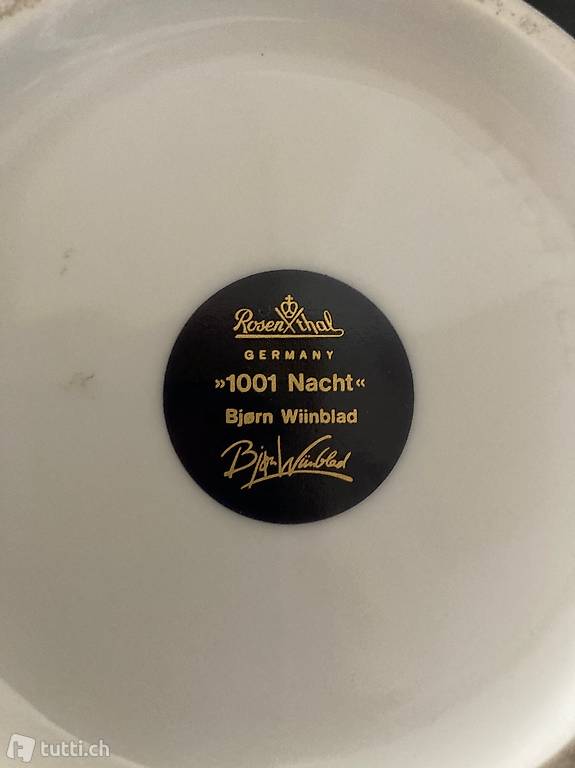 Rosenthal
GERMANY
»1001 Nacht«
Bjørn Wiinblad
Bjørn Wiinblad
tutti.ch